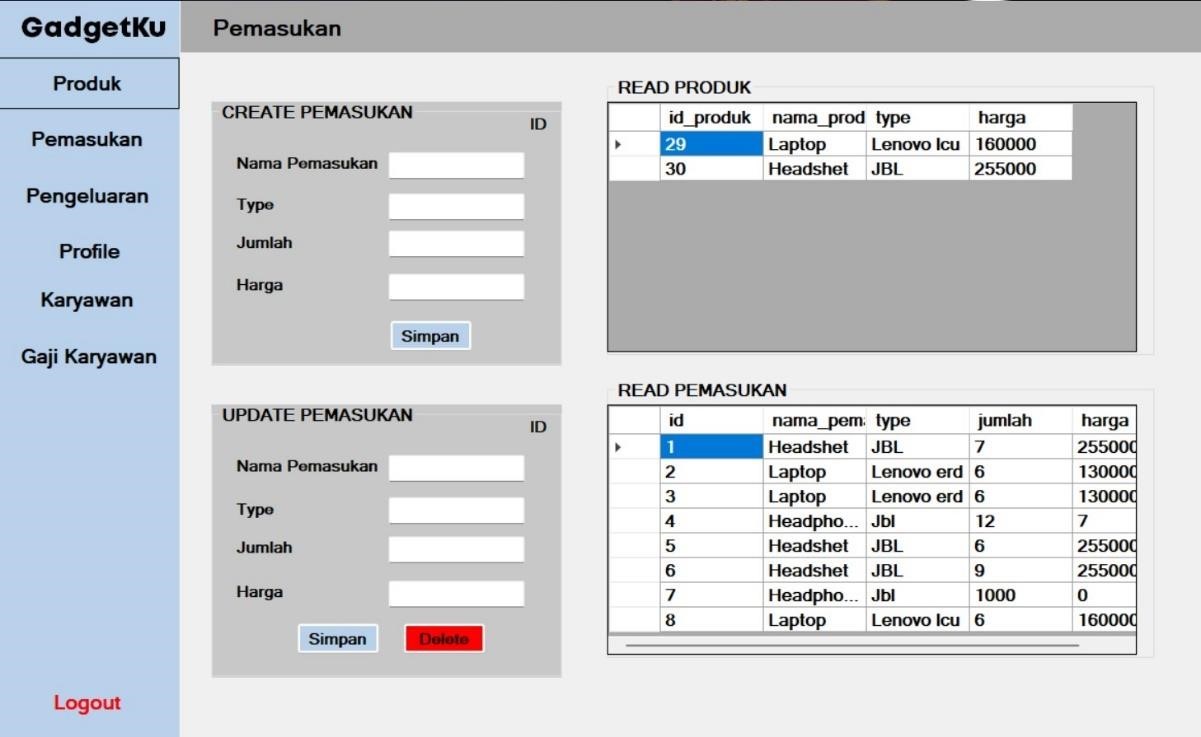 GadgetKu
Pemasukan
Produk
Pemasukan
Pengeluaran
Profile
Karyawan
Gaji Karyawan
Logout
CREATE PEMASUKAN
ID
Nama Pemasukan
Type
Jumlah
Harga
Simpan
UPDATE PEMASUKAN
ID
Nama Pemasukan
Type
Jumlah
Harga
Simpan Delete
READ PRODUK
id_produk nama_prod type harga
29 Laptop Lenovo lcu 160000
30 Headshet JBL 255000
READ PEMASUKAN
id nama_pem type jumlah harga
1 Headshet JBL 7 255000
2 Laptop Lenovo erd 6 130000
3 Laptop Lenovo erd 6 130000
4 Headpho... Jbl 12 7
5 Headshet JBL 6 255000
6 Headshet JBL 9 255000
7 Headpho... Jbl 1000 0
8 Laptop Lenovo lcu 6 160000